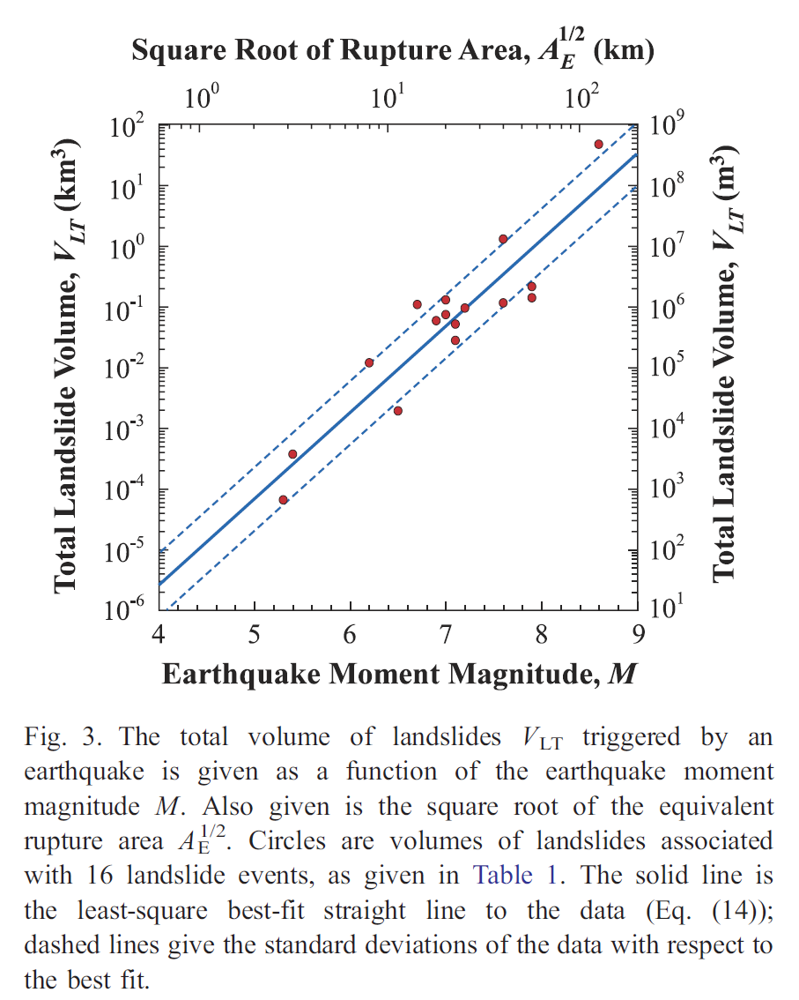 Square Root of Rupture Area, A_E^1/2 (km)
10^0 10^1 10^2
Total Landslide Volume, V_LT (km^3)
10^2
10^1
10^0
10^-1
10^-2
10^-3
10^-4
10^-5
10^-6
10^9
10^8
10^7
10^6
10^5
10^4
10^3
10^2
10^1
Total Landslide Volume, V_LT (m^3)
4 5 6 7 8 9
Earthquake Moment Magnitude, M
Fig. 3. The total volume of landslides V_LT triggered by an
earthquake is given as a function of the earthquake moment
magnitude M. Also given is the square root of the equivalent
rupture area A_E^1/2. Circles are volumes of landslides associated
with 16 landslide events, as given in Table 1. The solid line is
the least-square best-fit straight line to the data (Eq. (14));
dashed lines give the standard deviations of the data with respect to
the best fit.